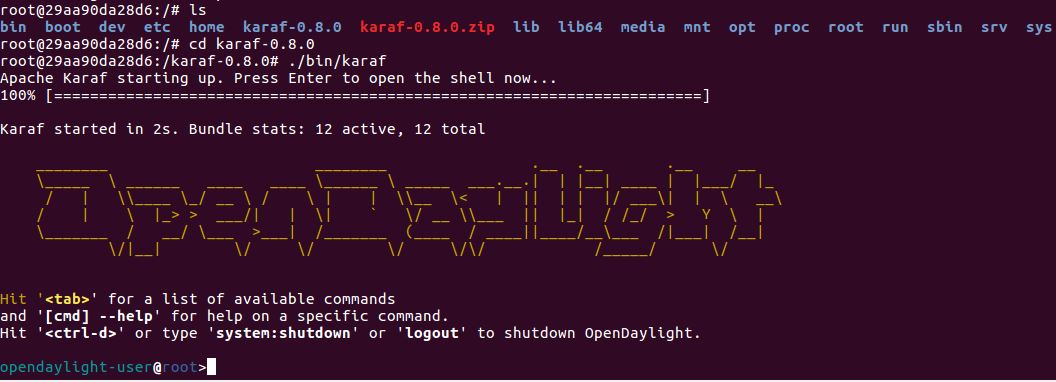 root@29aa90da28d6:/# ls
bin  boot  dev  etc  home  karaf-0.8.0  karaf-0.8.0.zip  lib  lib64  media  mnt  opt  proc  root  run  sbin  srv  sys
root@29aa90da28d6:/# cd karaf-0.8.0
root@29aa90da28d6:/karaf-0.8.0# ./bin/karaf
Apache Karaf starting up. Press Enter to open the shell now...
100% [========================================================================]
Karaf started in 2s. Bundle stats: 12 active, 12 total
OpenDaylight
Hit '<tab>' for a list of available commands
and '[cmd] --help' for help on a specific command.
Hit '<ctrl-d>' or type 'system:shutdown' or 'logout' to shutdown OpenDaylight.
opendaylight-user@root>